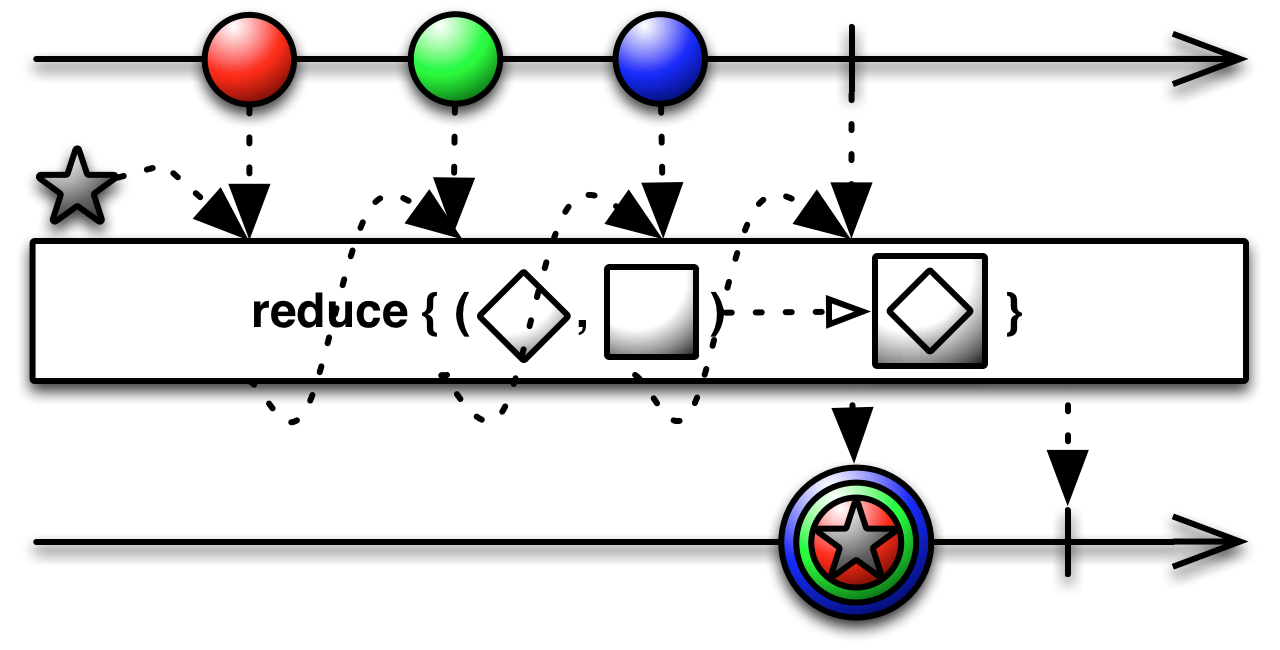 reduce { ( , ) }